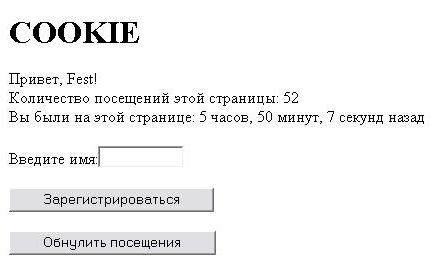 COOKIE
Привет, Fest!
Количество посещений этой страницы: 52
Вы были на этой странице: 5 часов, 50 минут, 7 секунд назад
Введите имя:
Зарегистрироваться
Обнулить посещения